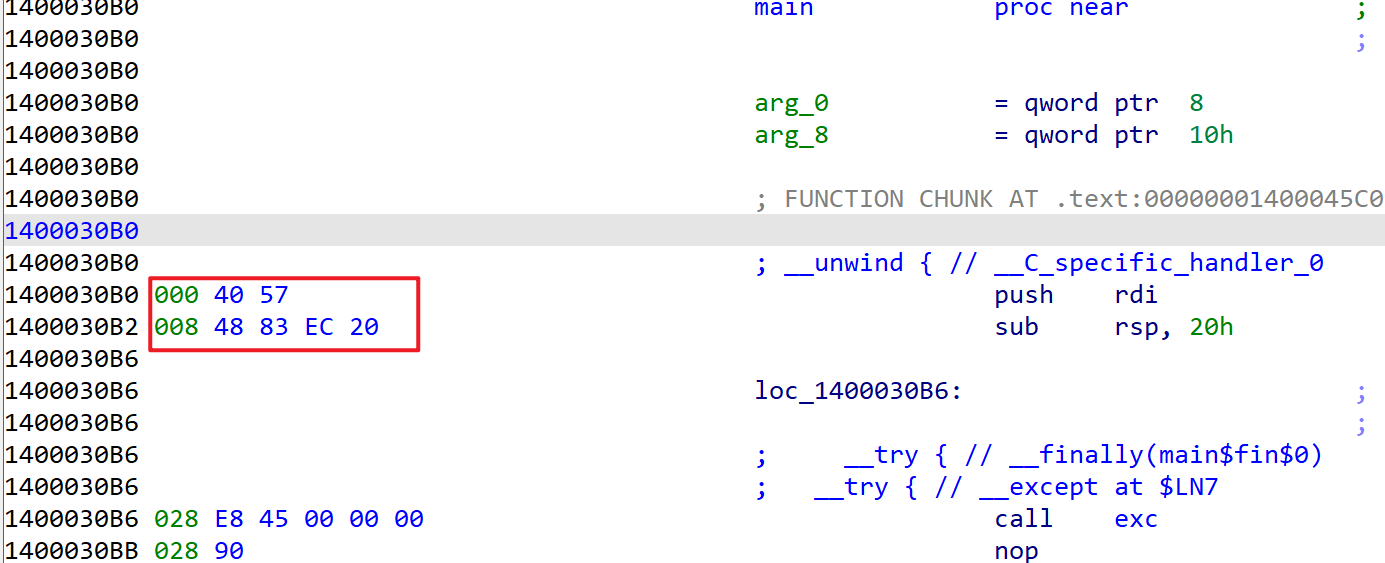 1400030B0 main proc near ;
1400030B0 ;
1400030B0
1400030B0 arg_0 = qword ptr 8
1400030B0 arg_8 = qword ptr 10h
1400030B0
1400030B0 ; FUNCTION CHUNK AT .text:00000001400045C0
1400030B0
1400030B0 ; __unwind { // __C_specific_handler_0
1400030B0 000 40 57 push rdi
1400030B2 008 48 83 EC 20 sub rsp, 20h
1400030B6
1400030B6 loc_1400030B6: ;
1400030B6 ;
1400030B6 ; __try { // __finally(main$fin$0)
1400030B6 ; __try { // __except at $LN7
1400030B6 028 E8 45 00 00 00 call exc
1400030BB 028 90 nop